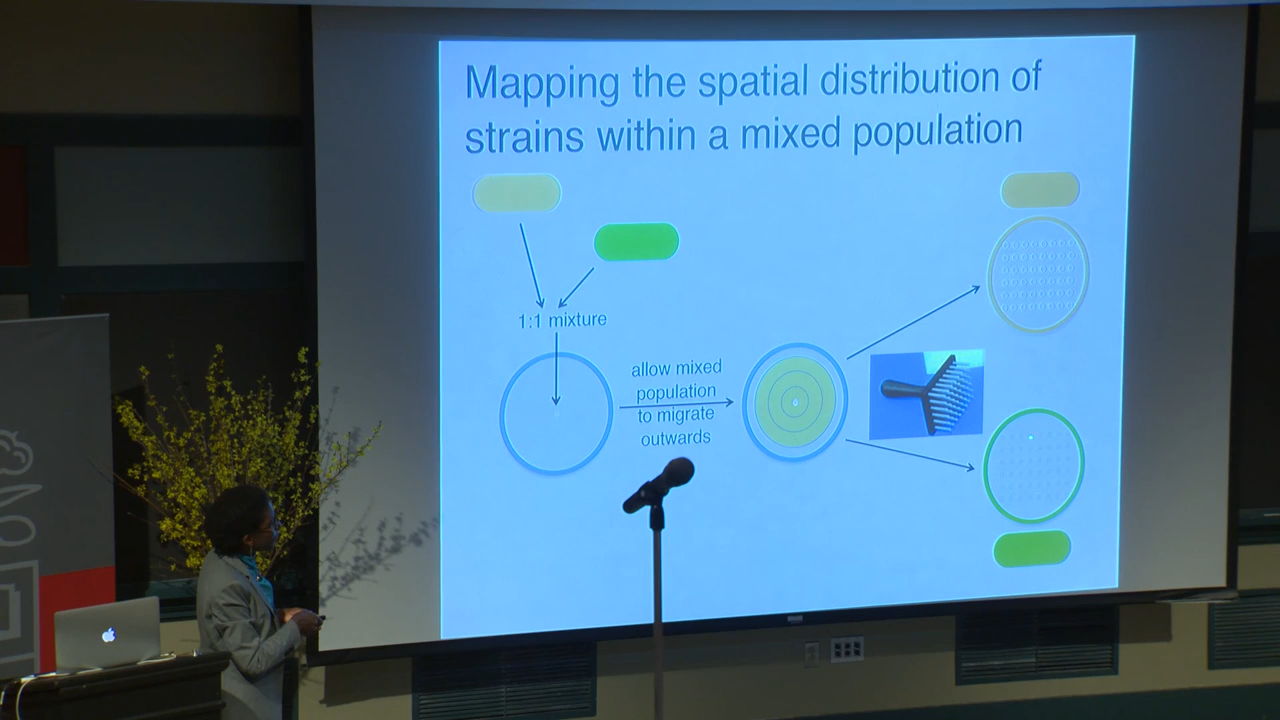 Mapping the spatial distribution of
strains within a mixed population
1:1 mixture
allow mixed
population
to migrate
outwards